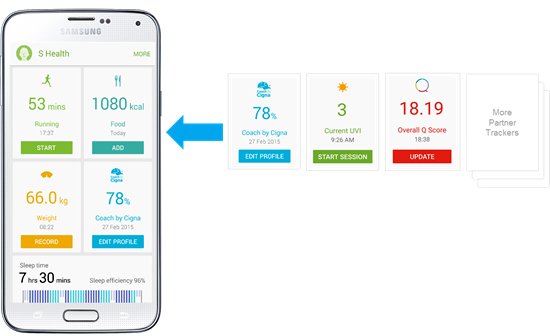 SAMSUNG
S Health
MORE
53 mins
Running
17:37
START
1080 kcal
Food
Today
ADD
66.0 kg
Weight
08:22
RECORD
Coach by
Cigna
78%
Coach by Cigna
27 Feb 2015
EDIT PROFILE
Sleep time
7 hrs 30 mins
Sleep efficiency 96%
Coach by
Cigna
78%
Coach by Cigna
27 Feb 2015
EDIT PROFILE
3
Current UVI
9:26 AM
START SESSION
18.19
Overall Q Score
18:38
UPDATE
More
Partner
Trackers